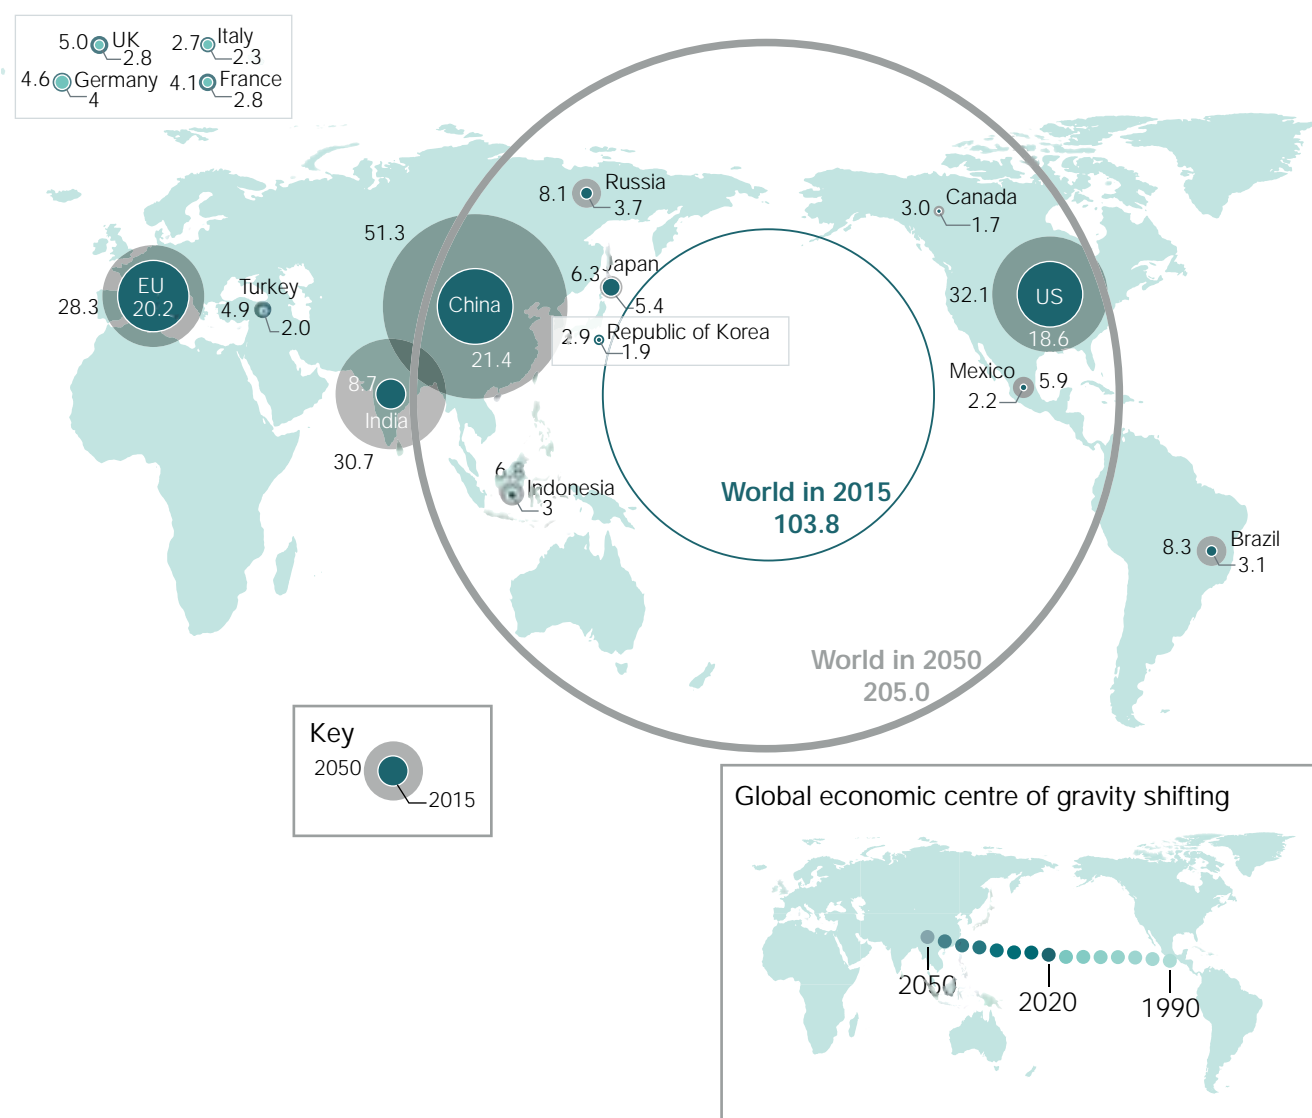 5.0 UK
2.8
2.7 Italy
2.3
4.6 Germany
4
4.1 France
2.8
8.1 Russia
3.7
3.0 Canada
1.7
51.3
China
21.4
6.3 Japan
5.4
2.9 Republic of Korea
1.9
EU
20.2
28.3
Turkey
4.9
2.0
32.1
US
18.6
Mexico 5.9
2.2
8.7
India
30.7
6.8
Indonesia
3
World in 2015
103.8
8.3 Brazil
3.1
World in 2050
205.0
Key
2050
2015
Global economic centre of gravity shifting
2050
2020
1990